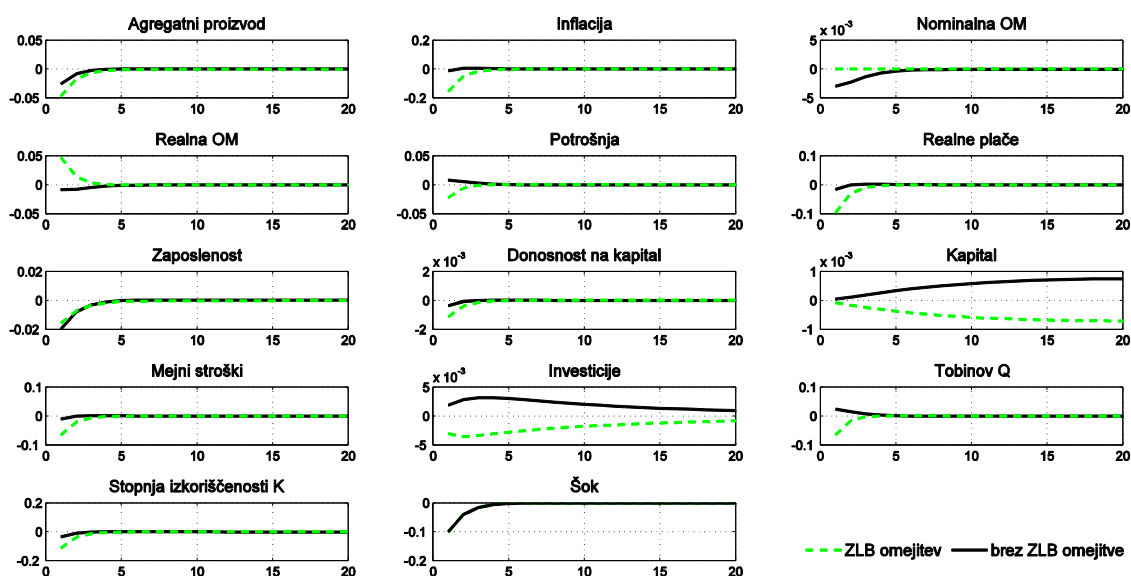 Agregatni proizvod
0.05
0
-0.05
0 5 10 15 20
Inflacija
0.2
0
-0.2
0 5 10 15 20
Nominalna OM
x 10⁻³
5
0
-5
0 5 10 15 20
Realna OM
0.05
0
-0.05
0 5 10 15 20
Potrošnja
0.05
0
-0.05
0 5 10 15 20
Realne plače
0.1
0
-0.1
0 5 10 15 20
Zaposlenost
0.02
0
-0.02
0 5 10 15 20
Donosnost na kapital
x 10⁻³
2
0
-2
0 5 10 15 20
Kapital
x 10⁻³
1
0
-1
0 5 10 15 20
Mejni stroški
0.1
0
-0.1
0 5 10 15 20
Investicije
x 10⁻³
5
0
-5
0 5 10 15 20
Tobinov Q
0.1
0
-0.1
0 5 10 15 20
Stopnja izkoriščenosti K
0.2
0
-0.2
0 5 10 15 20
Šok
0
-0.1
-0.2
0 5 10 15 20
ZLB omejitev brez ZLB omejitve